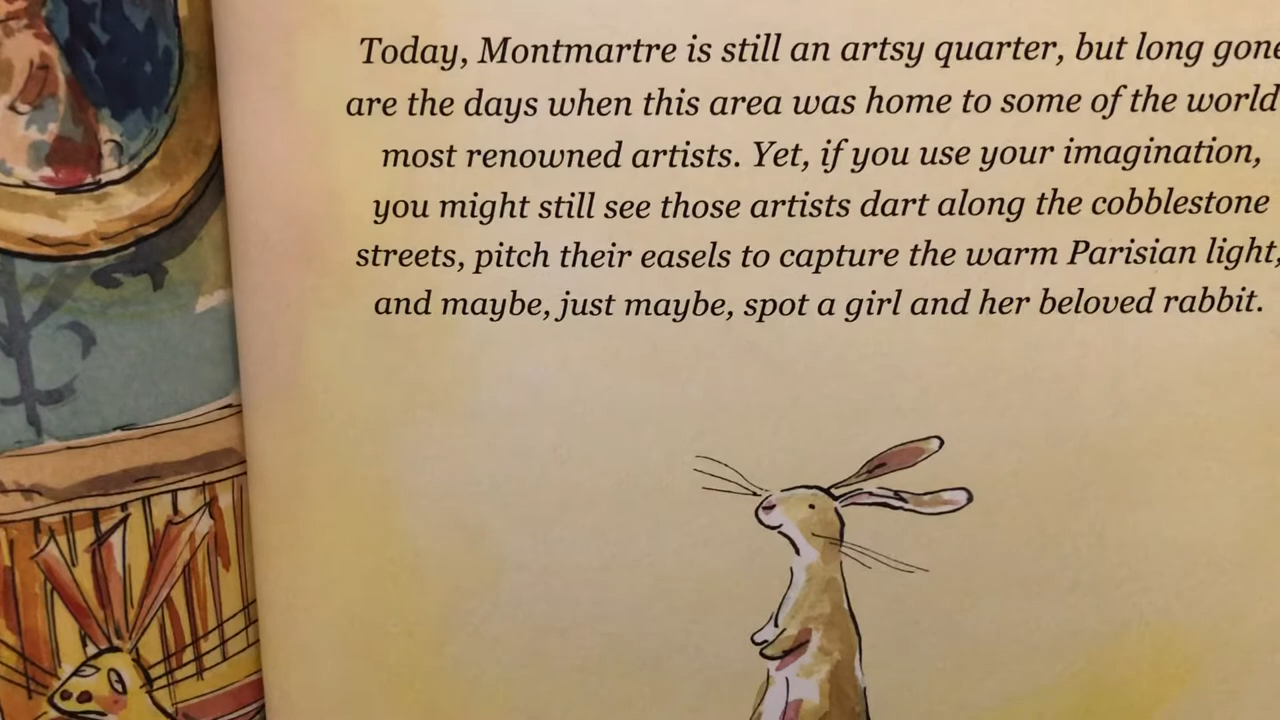 Today, Montmartre is still an artsy quarter, but long gone
are the days when this area was home to some of the world
most renowned artists. Yet, if you use your imagination,
you might still see those artists dart along the cobblestone
streets, pitch their easels to capture the warm Parisian light,
and maybe, just maybe, spot a girl and her beloved rabbit.